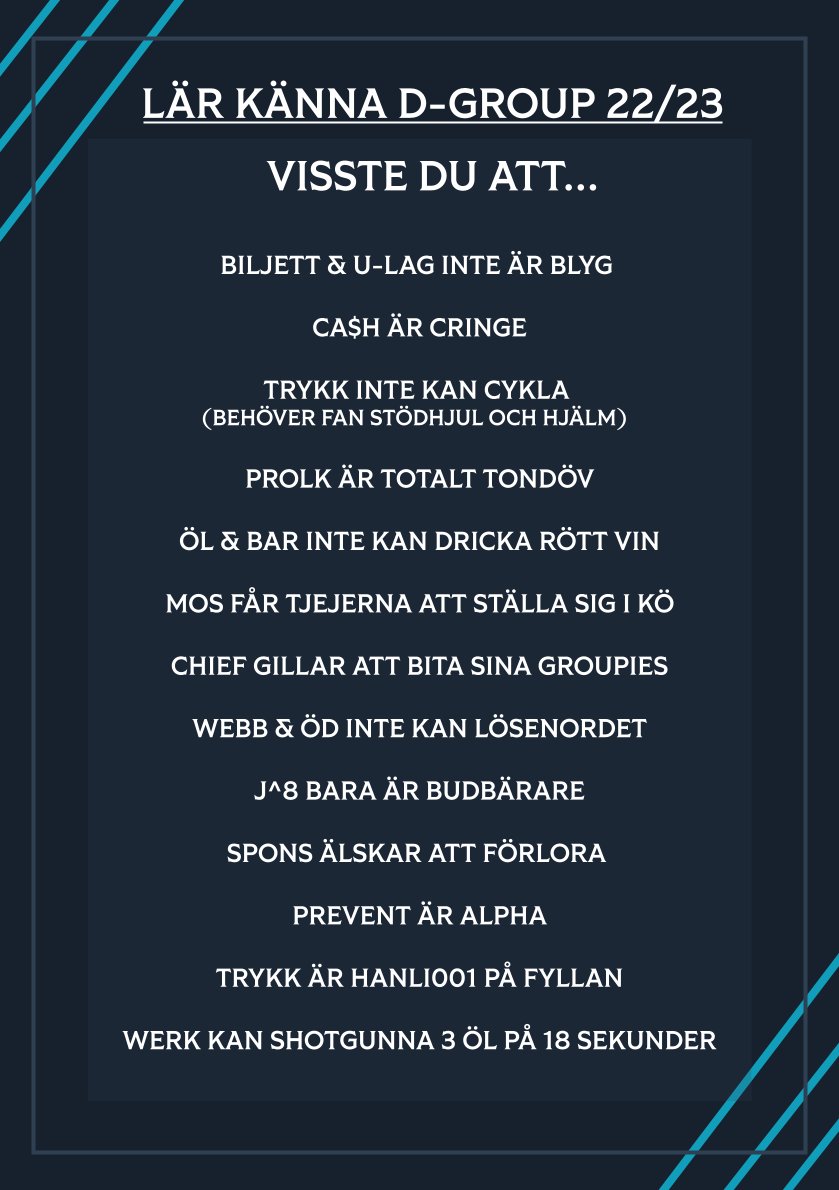 LÄR KÄNNA D-GROUP 22/23
VISSTE DU ATT...
BILJETT & U-LAG INTE ÄR BLYG
CA$H ÄR CRINGE
TRYKK INTE KAN CYKLA
(BEHÖVER FAN STÖDHJUL OCH HJÄLM)
PROLK ÄR TOTALT TONDÖV
ÖL & BAR INTE KAN DRICKA RÖTT VIN
MOS FÅR TJEJERNA ATT STÄLLA SIG I KÖ
CHIEF GILLAR ATT BITA SINA GROUPIES
WEBB & ÖD INTE KAN LÖSENORDET
J^8 BARA ÄR BUDBÄRARE
SPONS ÄLSKAR ATT FÖRLORA
PREVENT ÄR ALPHA
TRYKK ÄR HANLI001 PÅ FYLLAN
WERK KAN SHOTGUNNA 3 ÖL PÅ 18 SEKUNDER